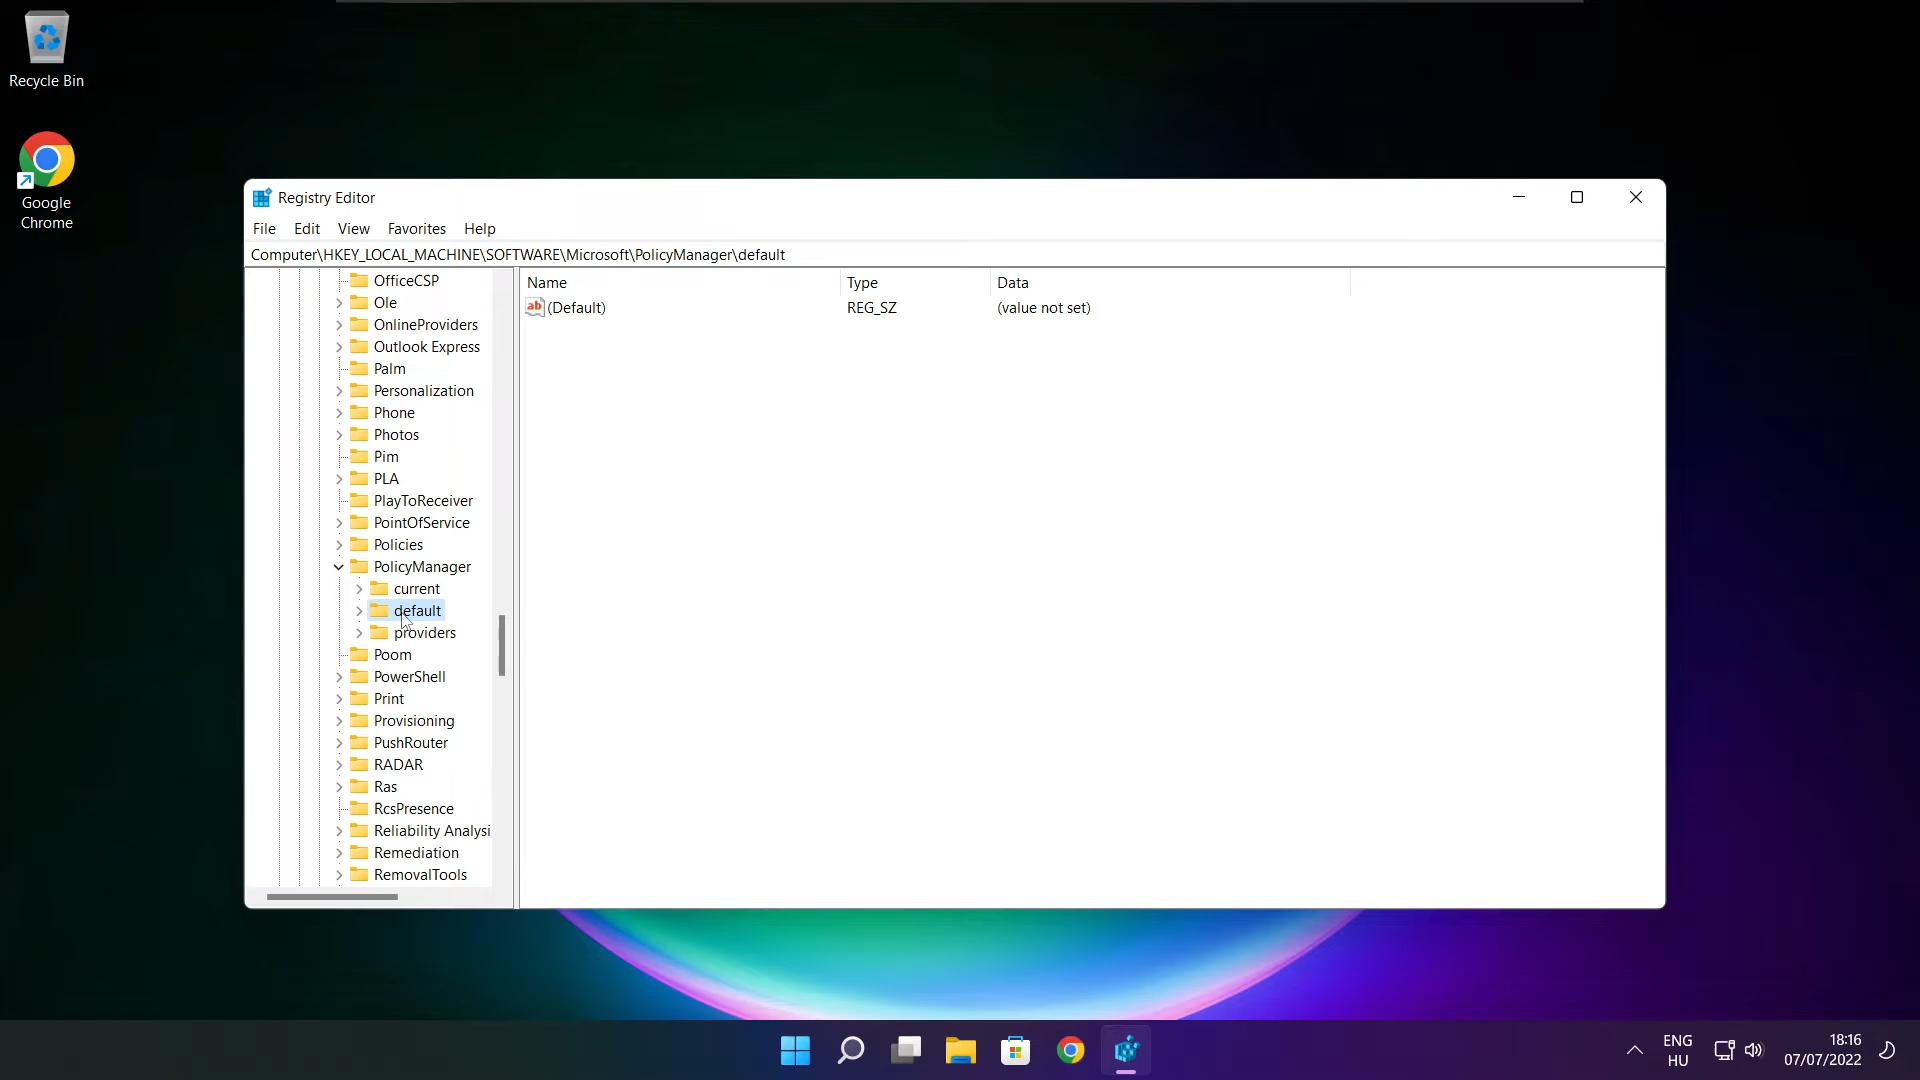 Recycle Bin
Google
Chrome
Registry Editor
File Edit View Favorites Help
Computer\HKEY_LOCAL_MACHINE\SOFTWARE\Microsoft\PolicyManager\default
OfficeCSP
Ole
OnlineProviders
Outlook Express
Palm
Personalization
Phone
Photos
Pim
PLA
PlayToReceiver
PointOfService
Policies
PolicyManager
current
default
providers
Poom
PowerShell
Print
Provisioning
PushRouter
RADAR
Ras
RcsPresence
Reliability Analysi
Remediation
RemovalTools
Name Type Data
ab (Default) REG_SZ (value not set)
ENG
HU
18:16
07/07/2022